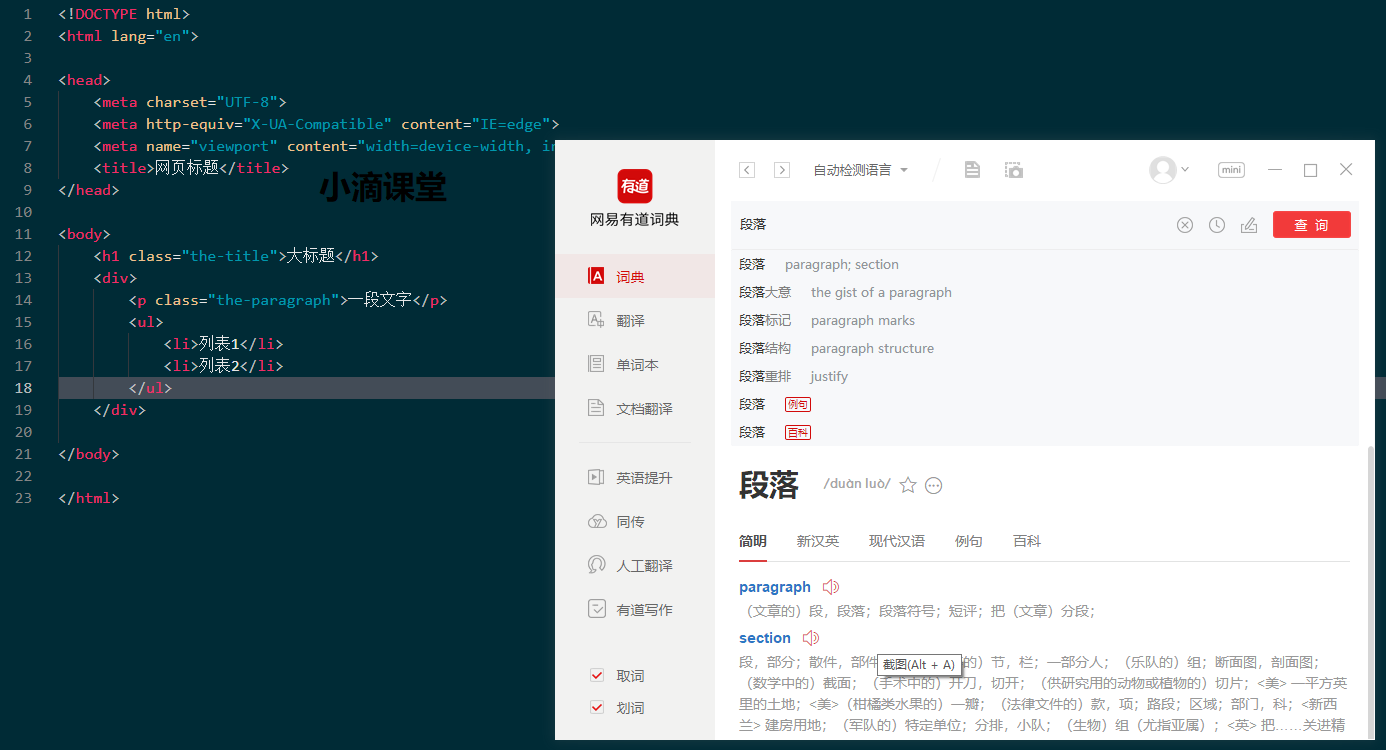 1 <!DOCTYPE html>
2 <html lang="en">
3
4 <head>
5 <meta charset="UTF-8">
6 <meta http-equiv="X-UA-Compatible" content="IE=edge">
7 <meta name="viewport" content="width=device-width, in
8 <title>网页标题</title>
9 </head>
小滴课堂
10
11 <body>
12 <h1 class="the-title">大标题</h1>
13 <div>
14 <p class="the-paragraph">一段文字</p>
15 <ul>
16 <li>列表1</li>
17 <li>列表2</li>
18 </ul>
19 </div>
20
21 </body>
22
23 </html>
有道
网易有道词典
A 词典
翻译
单词本
文档翻译
英语提升
同传
人工翻译
有道写作
取词
划词
自动检测语言
mini
段落
查 询
段落 paragraph; section
段落大意 the gist of a paragraph
段落标记 paragraph marks
段落结构 paragraph structure
段落重排 justify
段落 例句
段落 百科
段落 /duàn luò/
简明 新汉英 现代汉语 例句 百科
paragraph
（文章的）段，段落；段落符号；短评；把（文章）分段；
section
段，部分；散件，部件 的）节，栏；一部分人；（乐队的）组；断面图，剖面图；
截图(Alt + A)
（数学中的）截面；（手术中的）开刀，切开；（供研究用的动物或植物的）切片；<美> 一平方英
里的土地；<美>（柑橘类水果的）一瓣；（法律文件的）款，项；路段；区域；部门，科；<新西
兰> 建房用地；（军队的）特定单位；分排，小队；（生物）组（尤指亚属）；<英> 把……关进精